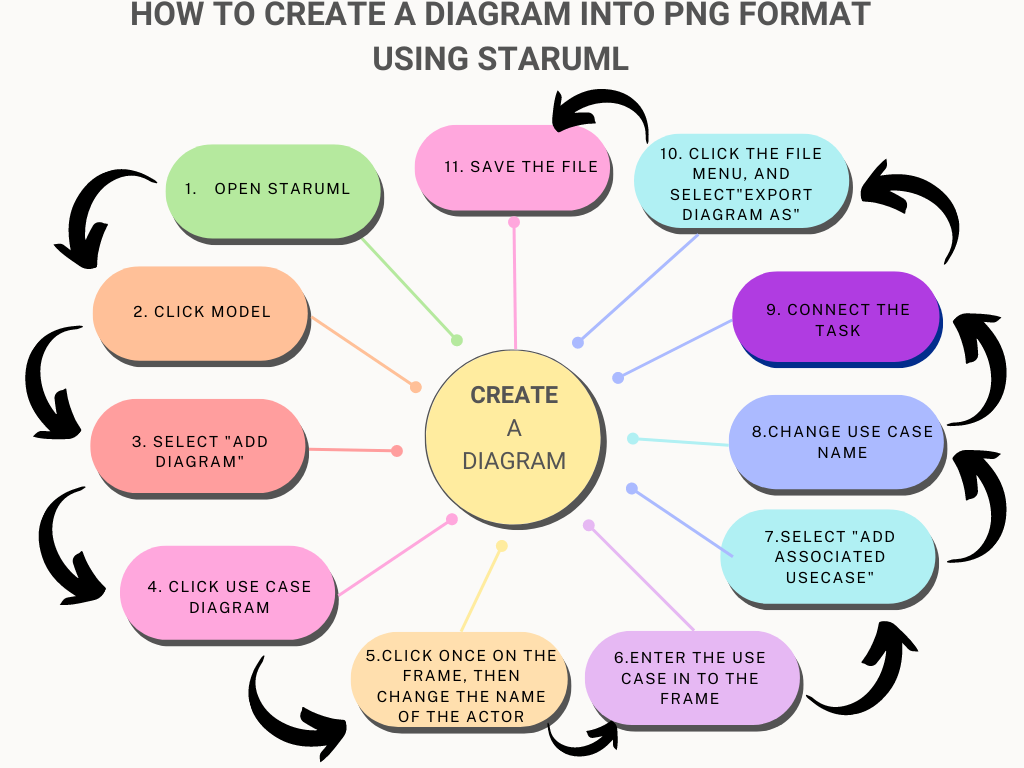 HOW TO CREATE A DIAGRAM INTO PNG FORMAT
USING STARUML
1. OPEN STARUML
2. CLICK MODEL
3. SELECT "ADD
DIAGRAM"
4. CLICK USE CASE
DIAGRAM
5.CLICK ONCE ON THE
FRAME, THEN
CHANGE THE NAME
OF THE ACTOR
6.ENTER THE USE
CASE IN TO THE
FRAME
7.SELECT "ADD
ASSOCIATED
USECASE"
8.CHANGE USE CASE
NAME
9. CONNECT THE
TASK
10. CLICK THE FILE
MENU, AND
SELECT"EXPORT
DIAGRAM AS"
11. SAVE THE FILE
CREATE
A
DIAGRAM